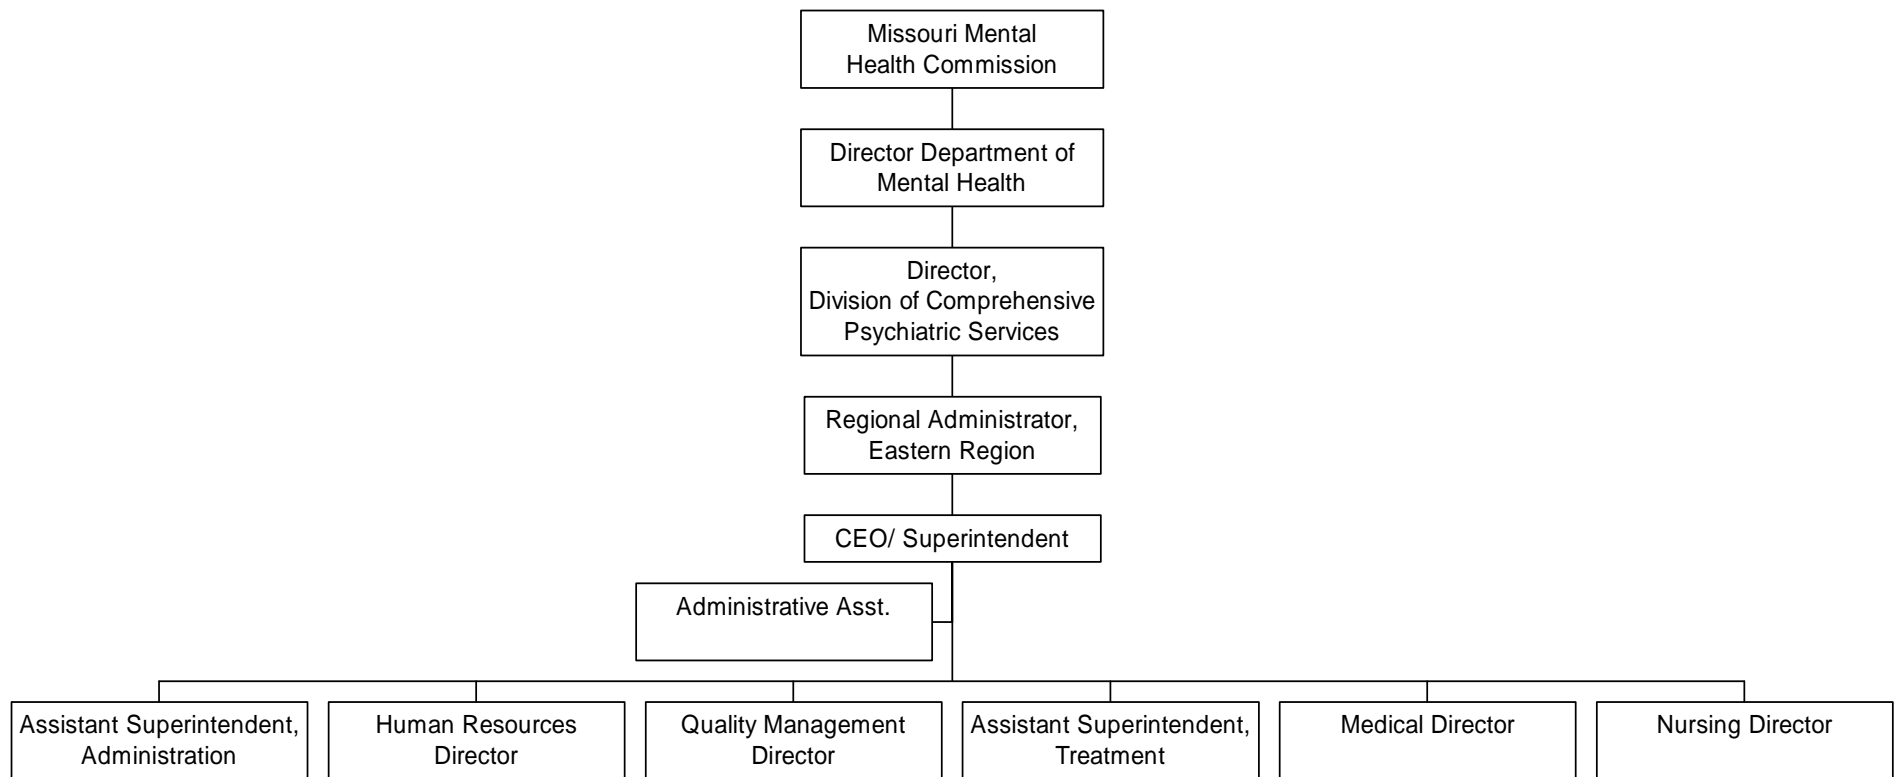 Missouri Mental
Health Commission
Director Department of
Mental Health
Director,
Division of Comprehensive
Psychiatric Services
Regional Administrator,
Eastern Region
CEO/ Superintendent
Administrative Asst.
Assistant Superintendent,
Administration
Human Resources
Director
Quality Management
Director
Assistant Superintendent,
Treatment
Medical Director
Nursing Director